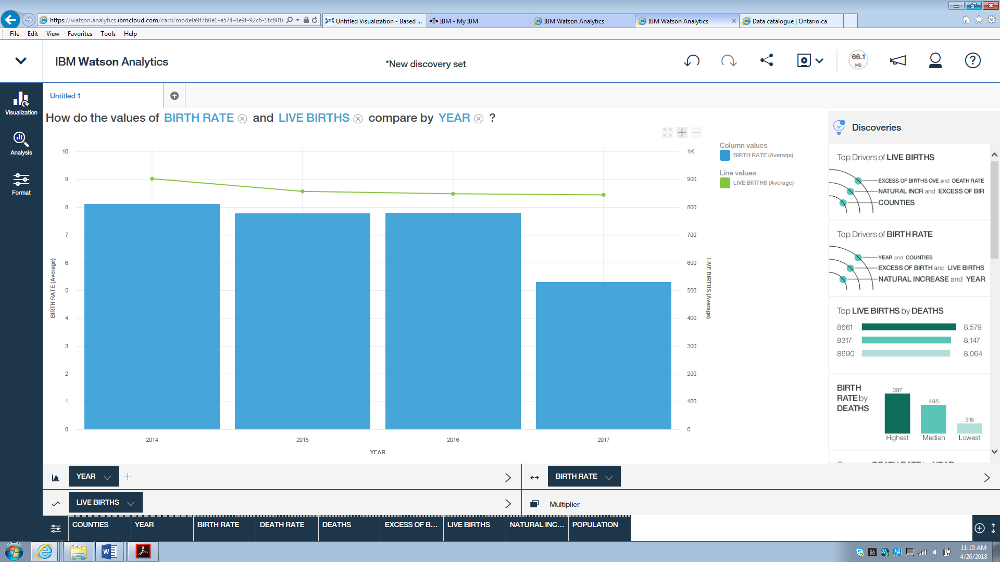 https://watson.analytics.ibmcloud.com/card/modela9f7b0e1-a574-4e9f-92c6-1fc801
Untitled Visualization - Based ...
IBM - My IBM
IBM Watson Analytics
IBM Watson Analytics
Data catalogue | Ontario.ca
File Edit View Favorites Tools Help
IBM Watson Analytics
*New discovery set
66.1
MB
Visualization
Analysis
Format
Untitled 1
How do the values of BIRTH RATE and LIVE BIRTHS compare by YEAR ?
Column values
BIRTH RATE (Average)
Line values
LIVE BIRTHS (Average)
10
9
8
7
6
5
4
3
2
1
0
BIRTH RATE (Average)
1K
900
800
700
600
500
400
300
200
100
0
LIVE BIRTHS (Average)
2014 2015 2016 2017
YEAR
Discoveries
Top Drivers of LIVE BIRTHS
EXCESS OF BIRTHS OVE and DEATH RATE
NATURAL INCR and EXCESS OF BIR
COUNTIES
Top Drivers of BIRTH RATE
YEAR and COUNTIES
EXCESS OF BIRTH and LIVE BIRTHS
NATURAL INCREASE and YEAR
Top LIVE BIRTHS by DEATHS
8661 8,579
9317 8,147
8690 8,064
BIRTH
RATE by
DEATHS
397
495
316
Highest Median Lowest
YEAR
BIRTH RATE
LIVE BIRTHS
Multiplier
COUNTIES YEAR BIRTH RATE DEATH RATE DEATHS EXCESS OF B... LIVE BIRTHS NATURAL INC... POPULATION
11:10 AM
4/26/2018